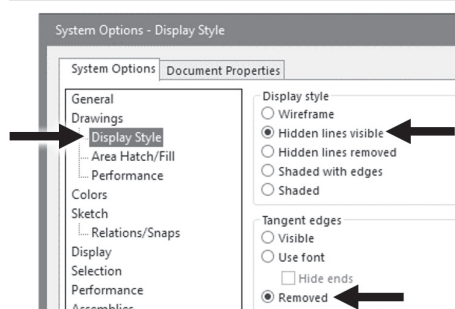 System Options - Display Style
System Options
Document Properties
General
Drawings
Display Style
Area Hatch/Fill
Performance
Colors
Sketch
Relations/Snaps
Display
Selection
Performance
Assemblies
Display style
Wireframe
Hidden lines visible
Hidden lines removed
Shaded with edges
Shaded
Tangent edges
Visible
Use font
Hide ends
Removed